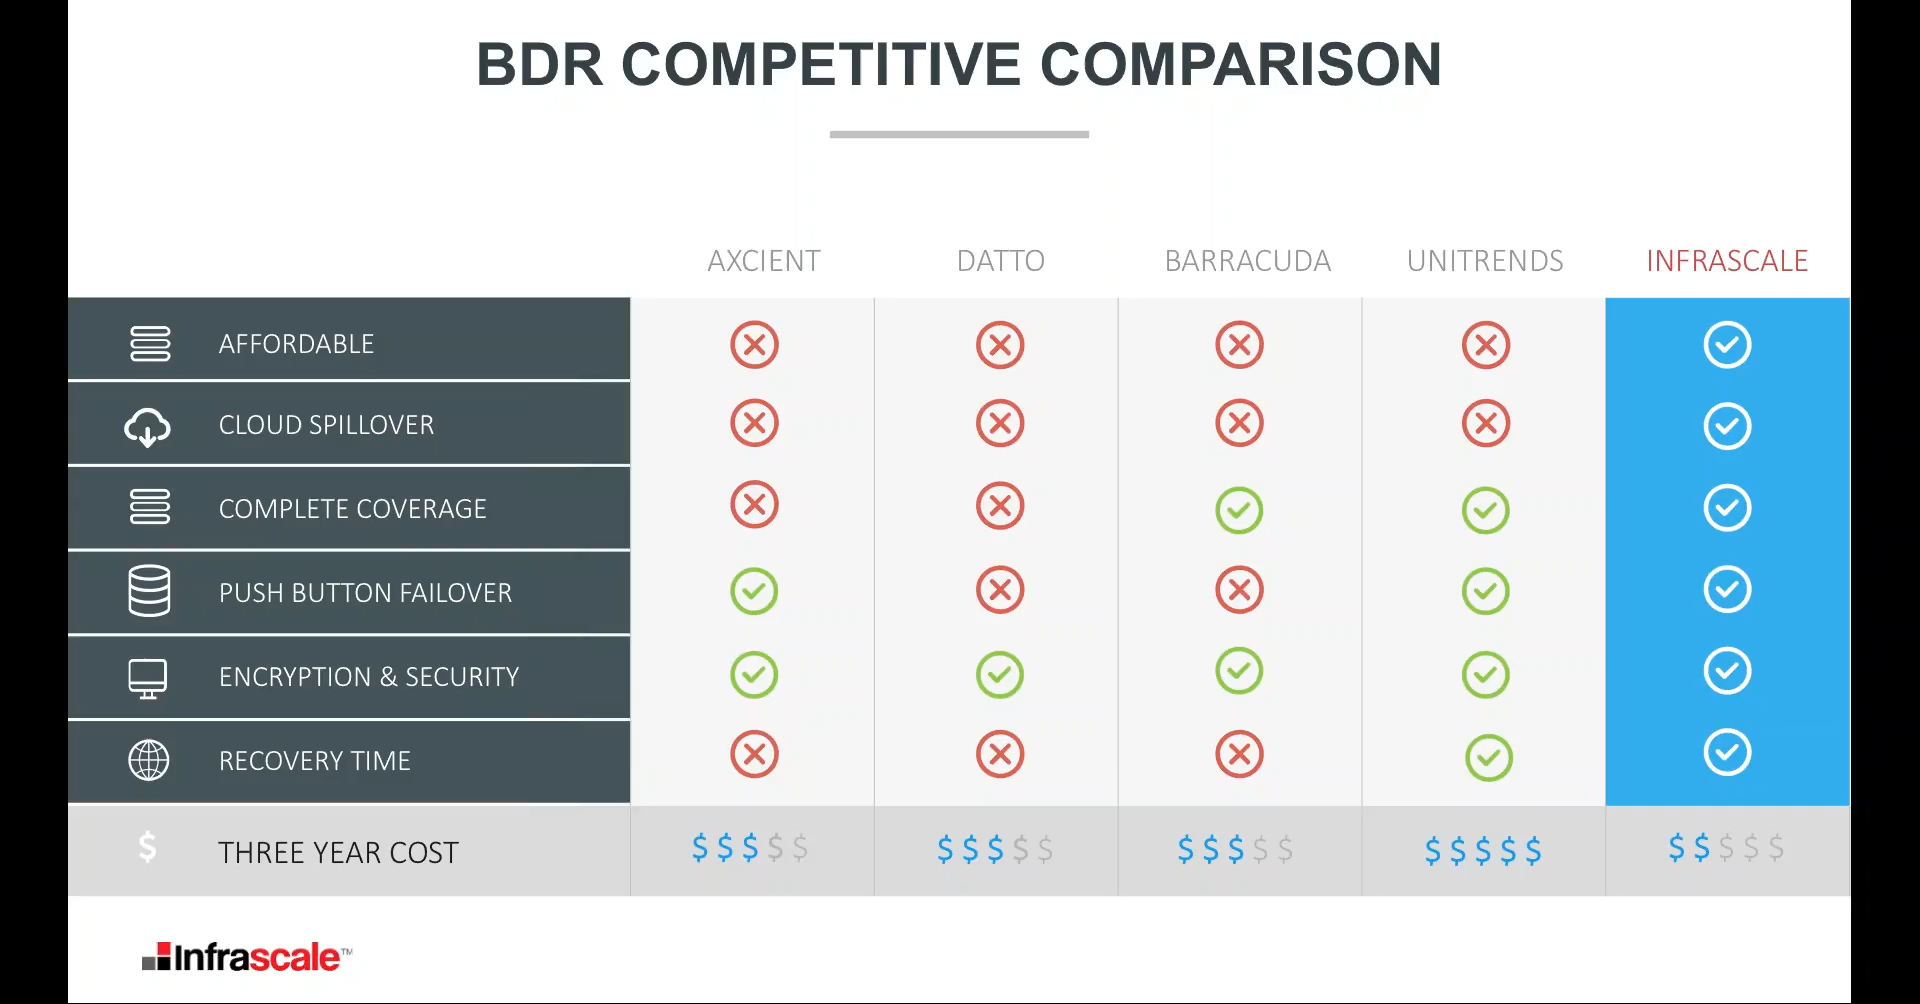 BDR COMPETITIVE COMPARISON
AXCIENT DATTO BARRACUDA UNITRENDS INFRASCALE
AFFORDABLE
CLOUD SPILLOVER
COMPLETE COVERAGE
PUSH BUTTON FAILOVER
ENCRYPTION & SECURITY
RECOVERY TIME
$ THREE YEAR COST $$$$$ $$$$$ $$$$$ $$$$$ $$$$$
Infrascale™